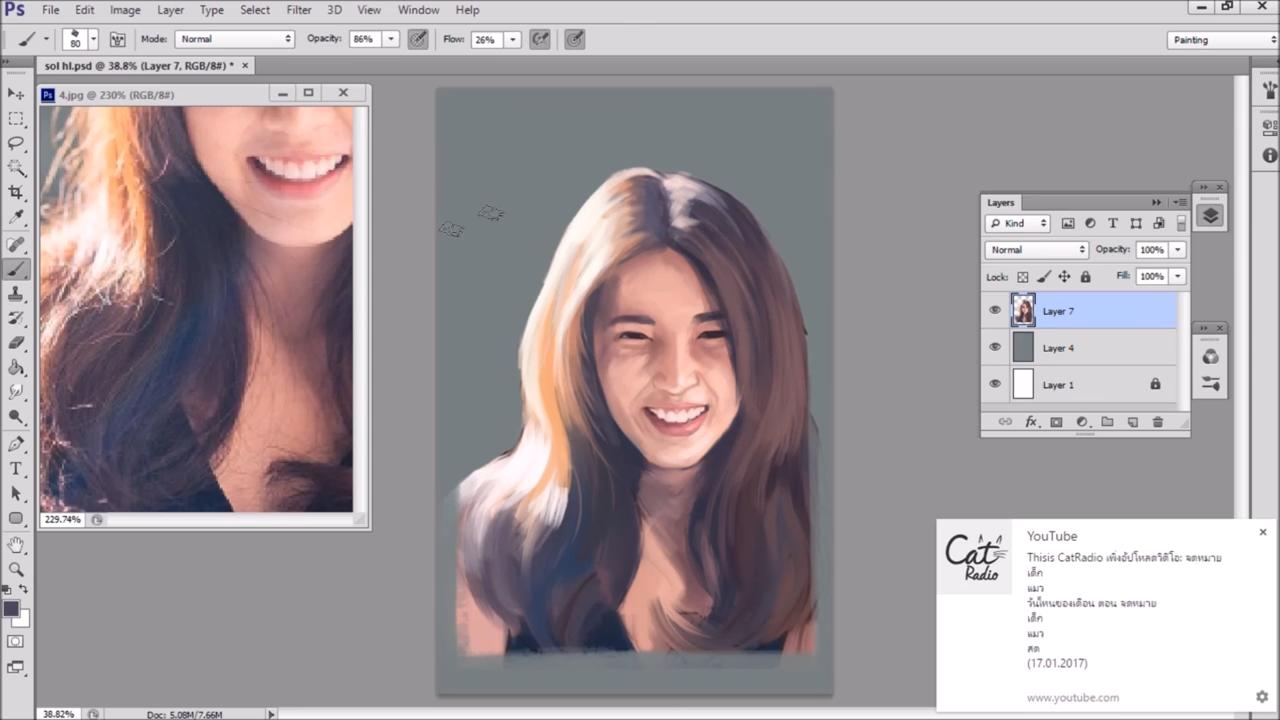 Ps File Edit Image Layer Type Select Filter 3D View Window Help
80 Mode: Normal Opacity: 86% Flow: 26% Painting
sol hl.psd @ 38.8% (Layer 7, RGB/8#) * ×
Ps 4.jpg @ 230% (RGB/8#)
229.74%
Layers
Kind T
Normal Opacity: 100%
Lock: Fill: 100%
Layer 7
Layer 4
Layer 1
fx
Cat Radio
YouTube
Thisis CatRadio เพิ่งอัปโหลดวิดีโอ: จดหมาย
เด็ก
แมว
วันไหนของเดือน ตอน จดหมาย
เด็ก
แมว
สด
(17.01.2017)
www.youtube.com
38.82% Doc: 5.08M/7.66M